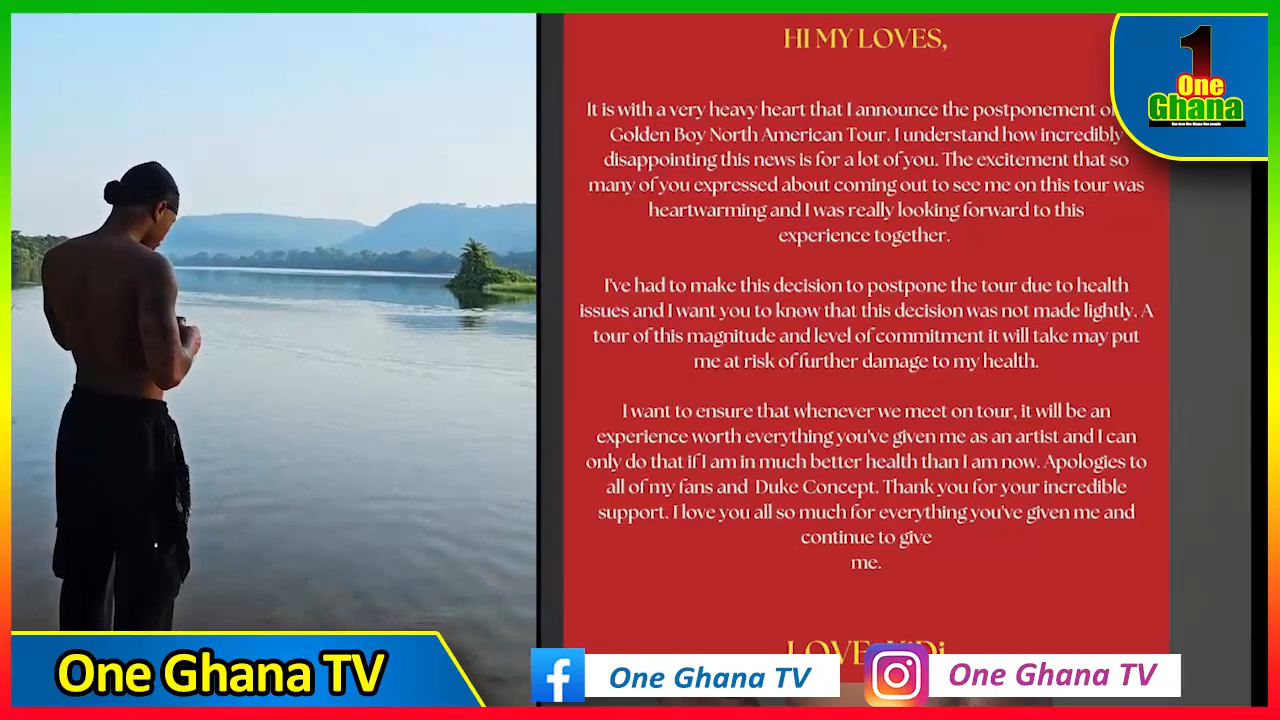 HI MY LOVES,
It is with a very heavy heart that I announce the postponement
Golden Boy North American Tour. I understand how incredibly
disappointing this news is for a lot of you. The excitement that so
many of you expressed about coming out to see me on this tour was
heartwarming and I was really looking forward to this
experience together.
I've had to make this decision to postpone the tour due to health
issues and I want you to know that this decision was not made lightly. A
tour of this magnitude and level of commitment it will take may put
me at risk of further damage to my health.
I want to ensure that whenever we meet on tour, it will be an
experience worth everything you've given me as an artist and I can
only do that if I am in much better health than I am now. Apologies to
all of my fans and Duke Concept. Thank you for your incredible
support. I love you all so much for everything you've given me and
continue to give
me.
LOVE
1
One
Ghana
One Ghana TV
One Ghana TV
One Ghana TV